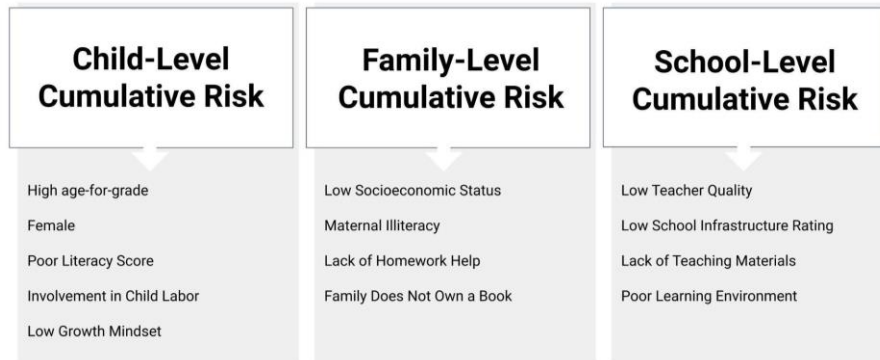 Child-Level
Cumulative Risk
High age-for-grade
Female
Poor Literacy Score
Involvement in Child Labor
Low Growth Mindset
Family-Level
Cumulative Risk
Low Socioeconomic Status
Maternal Illiteracy
Lack of Homework Help
Family Does Not Own a Book
School-Level
Cumulative Risk
Low Teacher Quality
Low School Infrastructure Rating
Lack of Teaching Materials
Poor Learning Environment